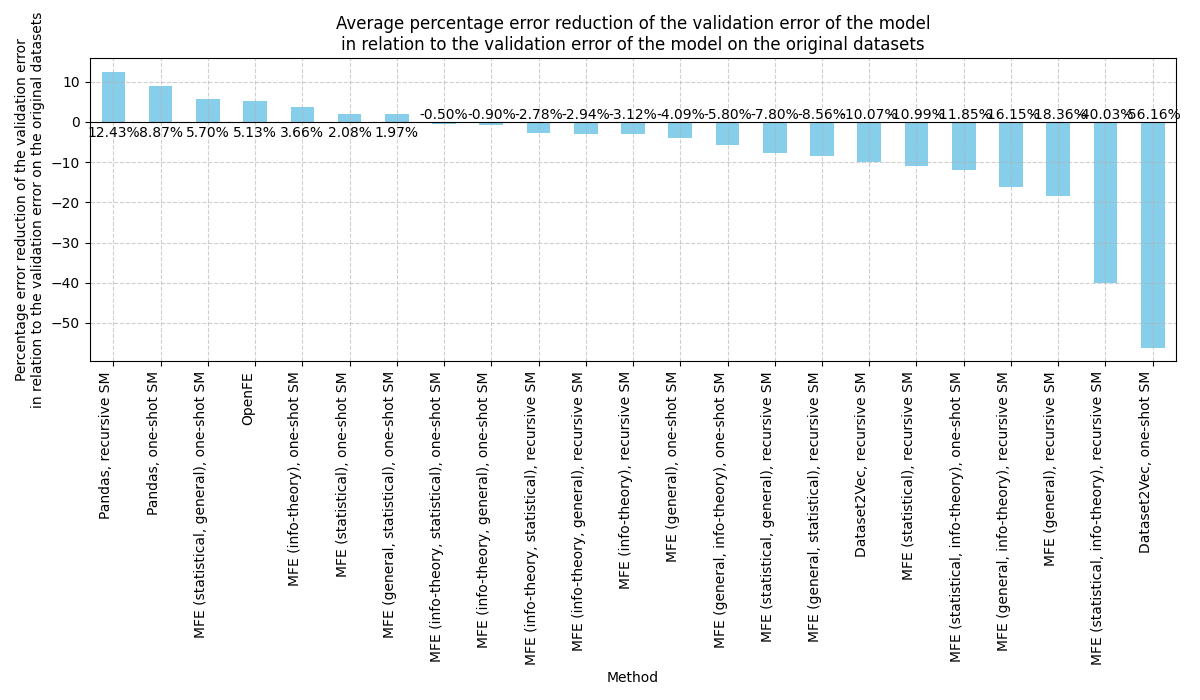 Average percentage error reduction of the validation error of the model
in relation to the validation error of the model on the original datasets
Percentage error reduction of the validation error
in relation to the validation error on the original datasets
10
0
−10
−20
−30
−40
−50
12.43%
8.87%
5.70%
5.13%
3.66%
2.08%
1.97%
-0.50%
-0.90%
-2.78%
-2.94%
-3.12%
-4.09%
-5.80%
-7.80%
-8.56%
-10.07%
-10.99%
-11.85%
-16.15%
-18.36%
-40.03%
-56.16%
Pandas, recursive SM
Pandas, one-shot SM
MFE (statistical, general), one-shot SM
OpenFE
MFE (info-theory), one-shot SM
MFE (statistical), one-shot SM
MFE (general, statistical), one-shot SM
MFE (info-theory, statistical), one-shot SM
MFE (info-theory, general), one-shot SM
MFE (info-theory, statistical), recursive SM
MFE (info-theory, general), recursive SM
MFE (info-theory), recursive SM
MFE (general), one-shot SM
MFE (general, info-theory), one-shot SM
MFE (statistical, general), recursive SM
MFE (general, statistical), recursive SM
Dataset2Vec, recursive SM
MFE (statistical), recursive SM
MFE (statistical, info-theory), one-shot SM
MFE (general, info-theory), recursive SM
MFE (general), recursive SM
MFE (statistical, info-theory), recursive SM
Dataset2Vec, one-shot SM
Method